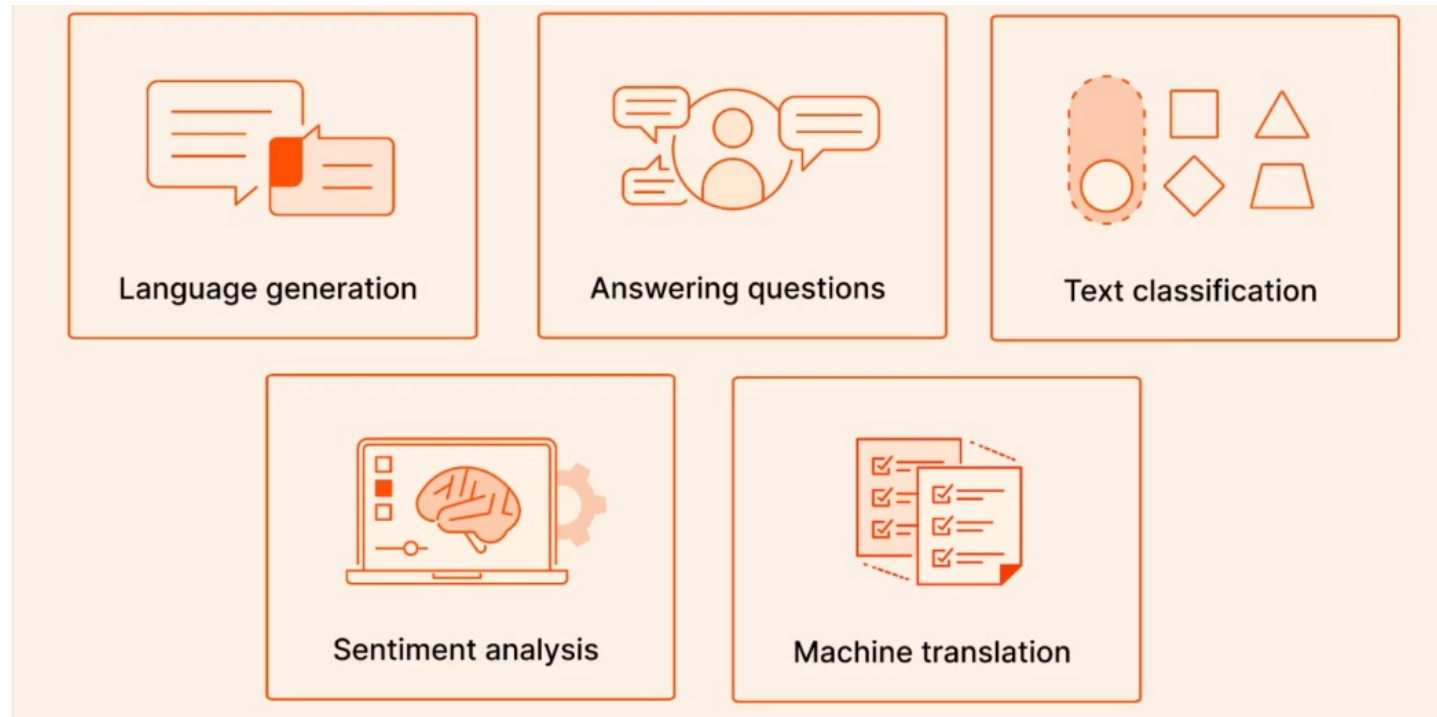 Language generation
Answering questions
Text classification
Sentiment analysis
Machine translation